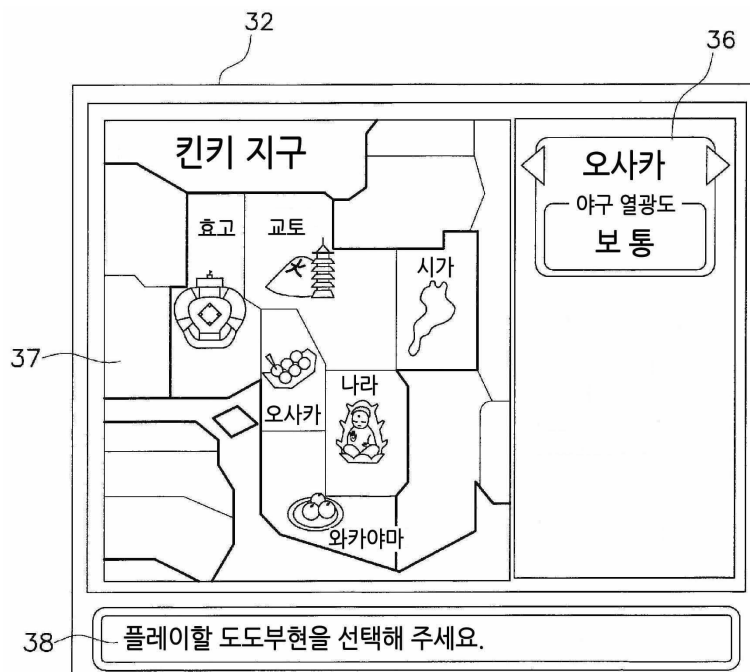 32
36
킨키 지구
오사카
야구 열광도
보 통
효고
교토
시가
37
나라
오사카
와카야마
38
플레이할 도도부현을 선택해 주세요.